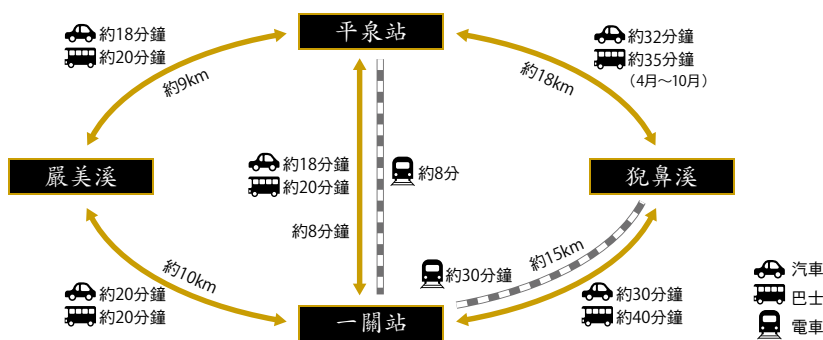 平泉站
約18分鐘
約20分鐘
約9km
約32分鐘
約35分鐘
（4月～10月）
約18km
嚴美溪
約18分鐘
約20分鐘
約8分鐘
約8分
猊鼻溪
約10km
約20分鐘
約20分鐘
約30分鐘
約15km
約30分鐘
約40分鐘
一關站
汽車
巴士
電車